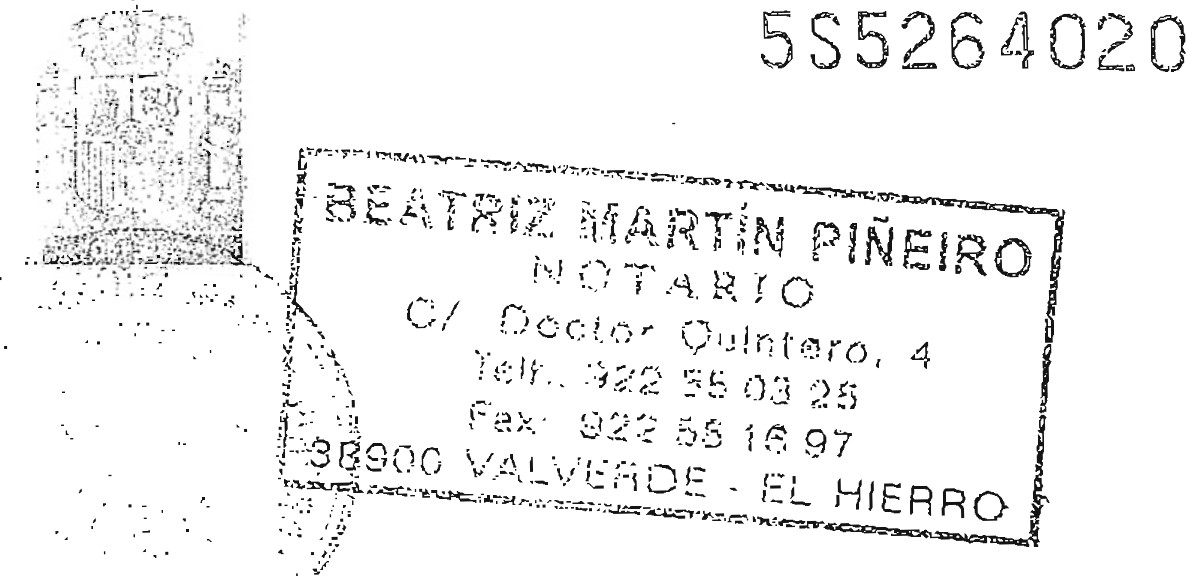 5S5264020
BEATRIZ MARTÍN PIÑEIRO
NOTARIO
C/ Doctor Quintero, 4
Telf.: 922 55 03 25
Fax: 922 55 16 97
38900 VALVERDE - EL HIERRO